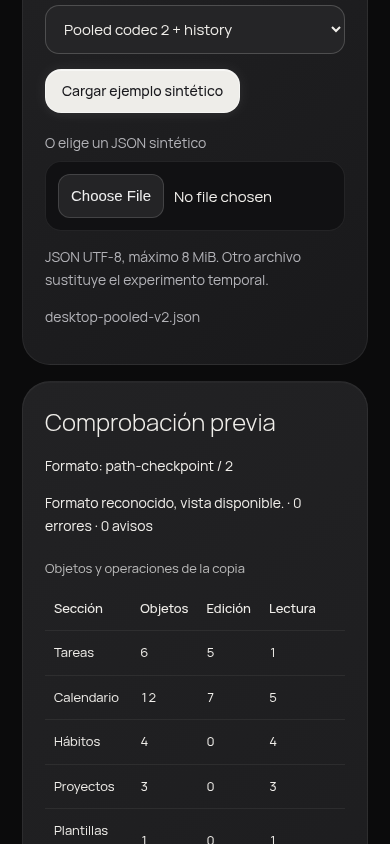 Pooled codec 2 + history
Cargar ejemplo sintético
O elige un JSON sintético
Choose File No file chosen
JSON UTF-8, máximo 8 MiB. Otro archivo
sustituye el experimento temporal.
desktop-pooled-v2.json
Comprobación previa
Formato: path-checkpoint / 2
Formato reconocido, vista disponible. · 0
errores · 0 avisos
Objetos y operaciones de la copia
Sección Objetos Edición Lectura
Tareas 6 5 1
Calendario 12 7 5
Hábitos 4 0 4
Proyectos 3 0 3
Plantillas
1 0 1